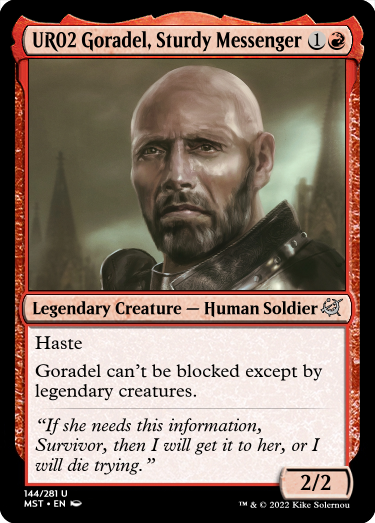 UR02 Goradel, Sturdy Messenger 1
Legendary Creature — Human Soldier
Haste
Goradel can’t be blocked except by
legendary creatures.
“If she needs this information,
Survivor, then I will get it to her, or I
will die trying.”
2/2
144/281 U
MST • EN
™ & © 2022 Kike Solernou